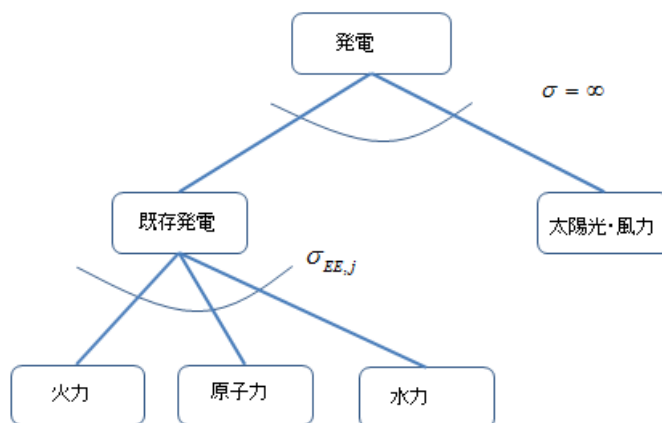 発電
σ = ∞
既存発電
太陽光・風力
σ_{EE,j}
火力
原子力
水力